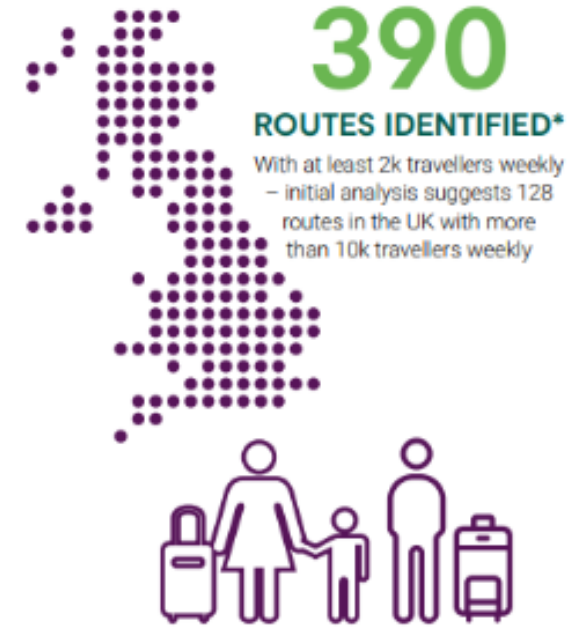 390
ROUTES IDENTIFIED*
With at least 2k travellers weekly
– initial analysis suggests 128
routes in the UK with more
than 10k travellers weekly